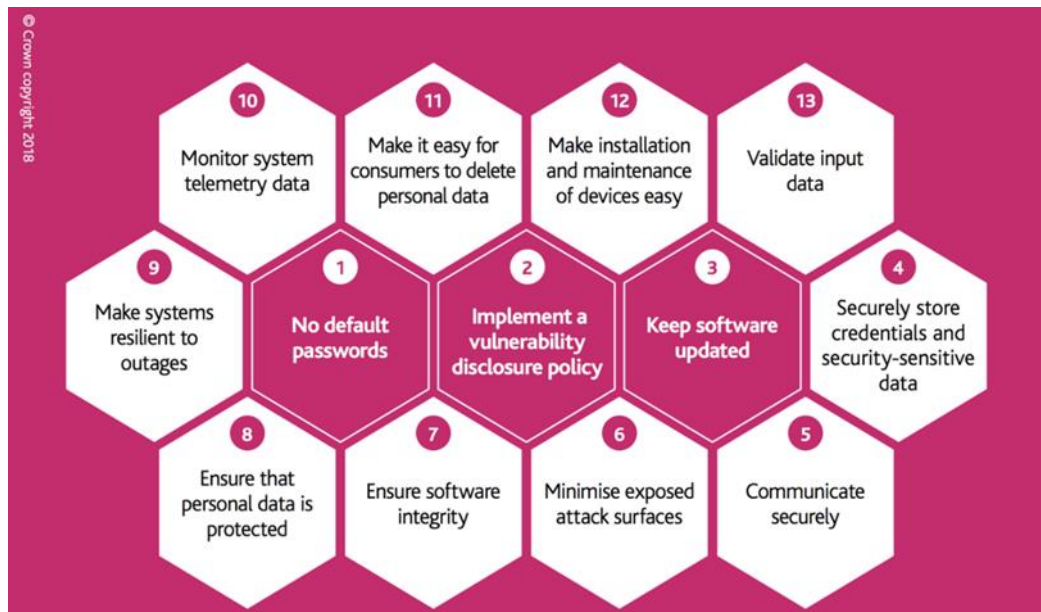 © Crown copyright 2018
10
Monitor system
telemetry data
11
Make it easy for
consumers to delete
personal data
12
Make installation
and maintenance
of devices easy
13
Validate input
data
9
Make systems
resilient to
outages
1
No default
passwords
2
Implement a
vulnerability
disclosure policy
3
Keep software
updated
4
Securely store
credentials and
security-sensitive
data
8
Ensure that
personal data is
protected
7
Ensure software
integrity
6
Minimise exposed
attack surfaces
5
Communicate
securely